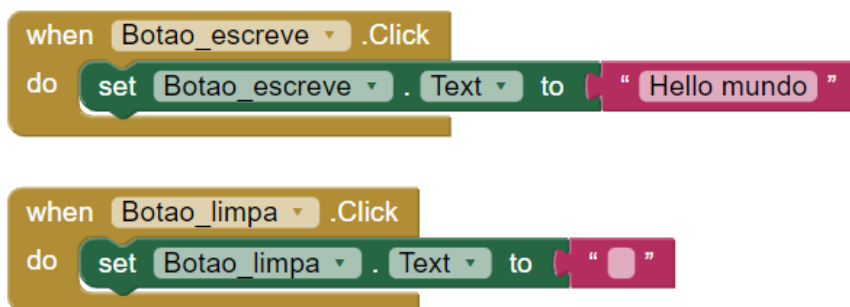 when Botao_escreve .Click
do set Botao_escreve . Text to " Hello mundo "
when Botao_limpa .Click
do set Botao_limpa . Text to " "